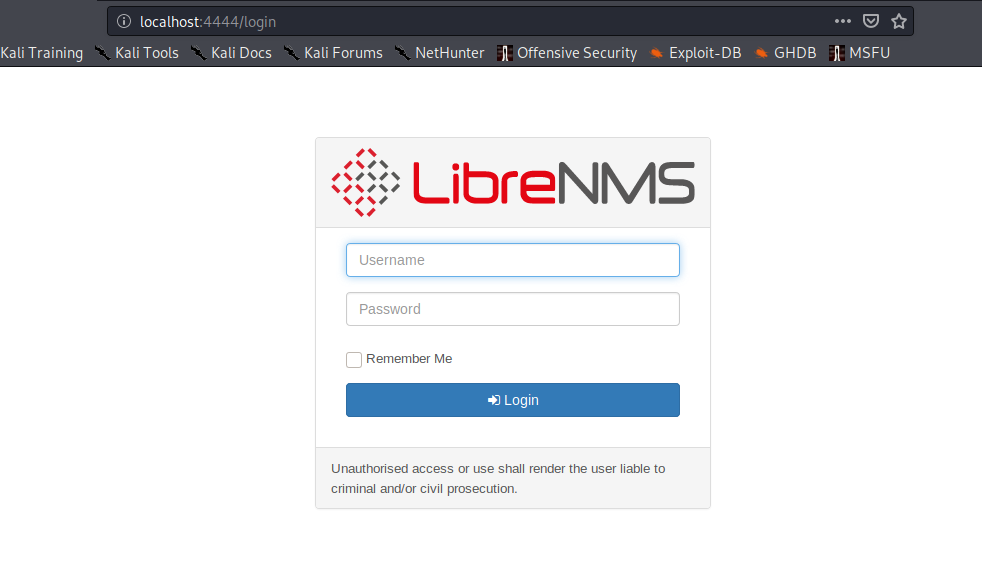 localhost:4444/login
Kali Training Kali Tools Kali Docs Kali Forums NetHunter Offensive Security Exploit-DB GHDB MSFU
LibreNMS
Username
Password
Remember Me
Login
Unauthorised access or use shall render the user liable to
criminal and/or civil prosecution.